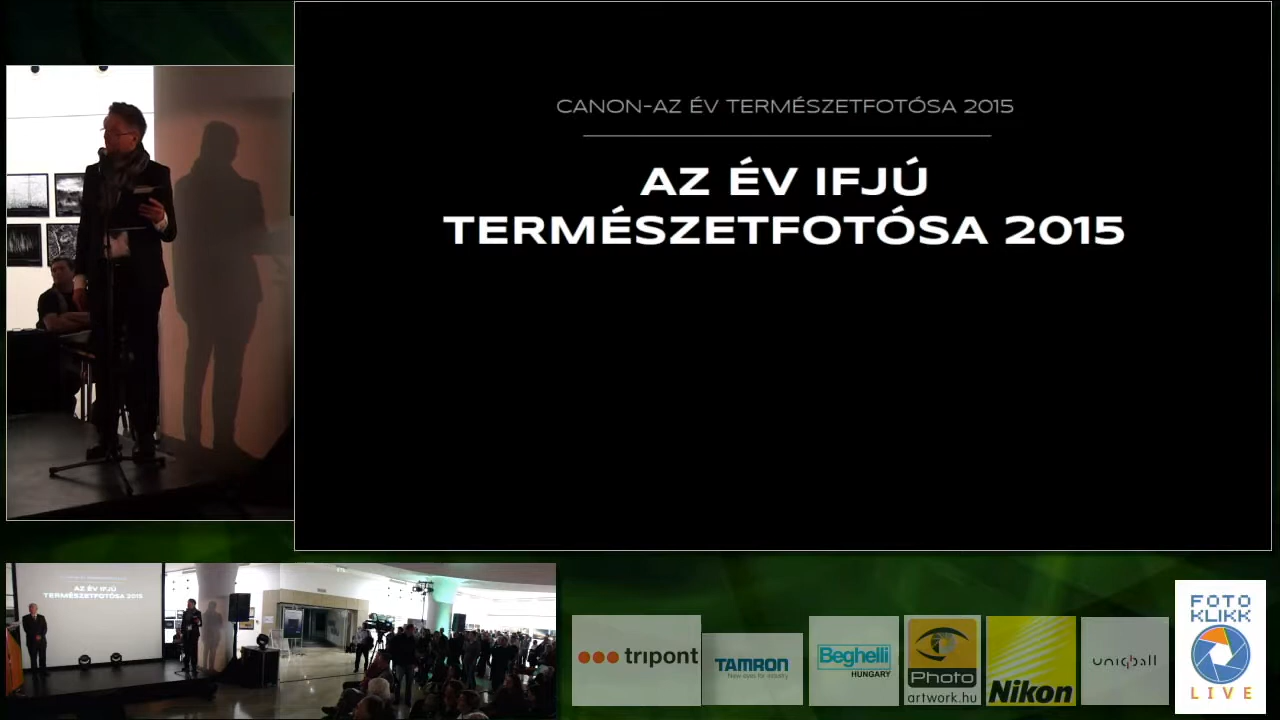 CANON-AZ ÉV TERMÉSZETFOTÓSA 2015
AZ ÉV IFJÚ
TERMÉSZETFOTÓSA 2015
AZ ÉV IFJÚ
TERMÉSZETFOTÓSA 2015
tripont
TAMRON
New eyes for industry
Beghelli
HUNGARY
Photo
artwork.hu
Nikon
uniqball
FOTO
KLIKK
LIVE